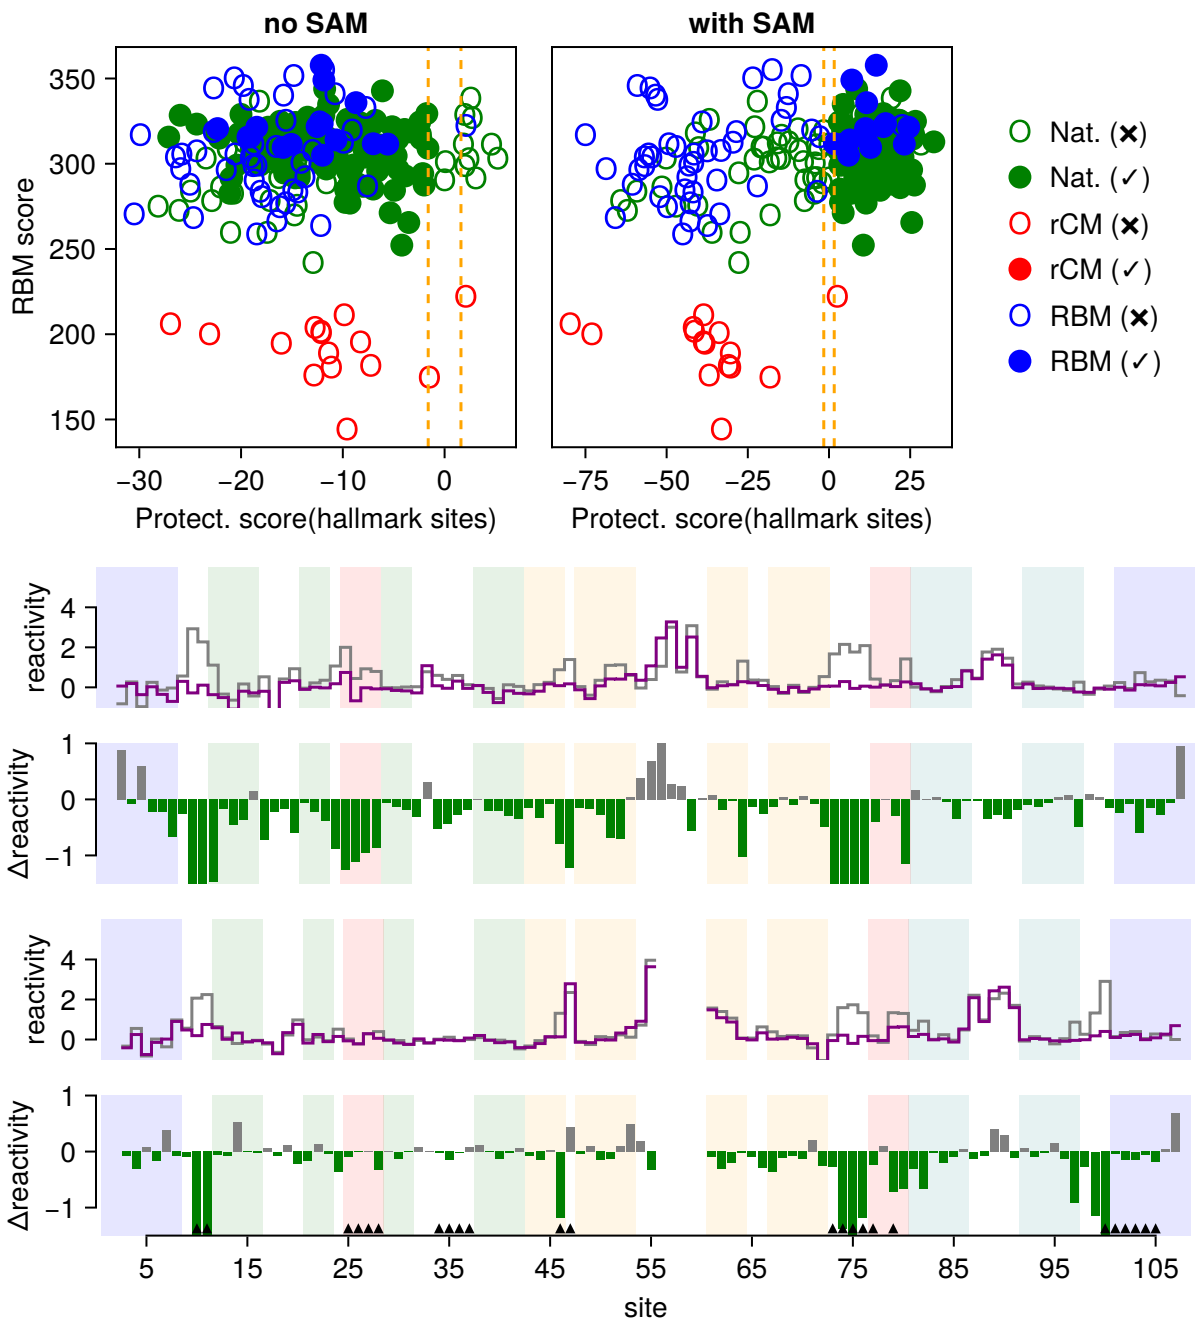 no SAM
with SAM
RBM score
350
300
250
200
150
−30
−20
−10
0
Protect. score(hallmark sites)
−75
−50
−25
0
25
Protect. score(hallmark sites)
Nat. (✖)
Nat. (✓)
rCM (✖)
rCM (✓)
RBM (✖)
RBM (✓)
reactivity
4
2
0
Δreactivity
1
0
−1
reactivity
4
2
0
Δreactivity
1
0
−1
5
15
25
35
45
55
65
75
85
95
105
site